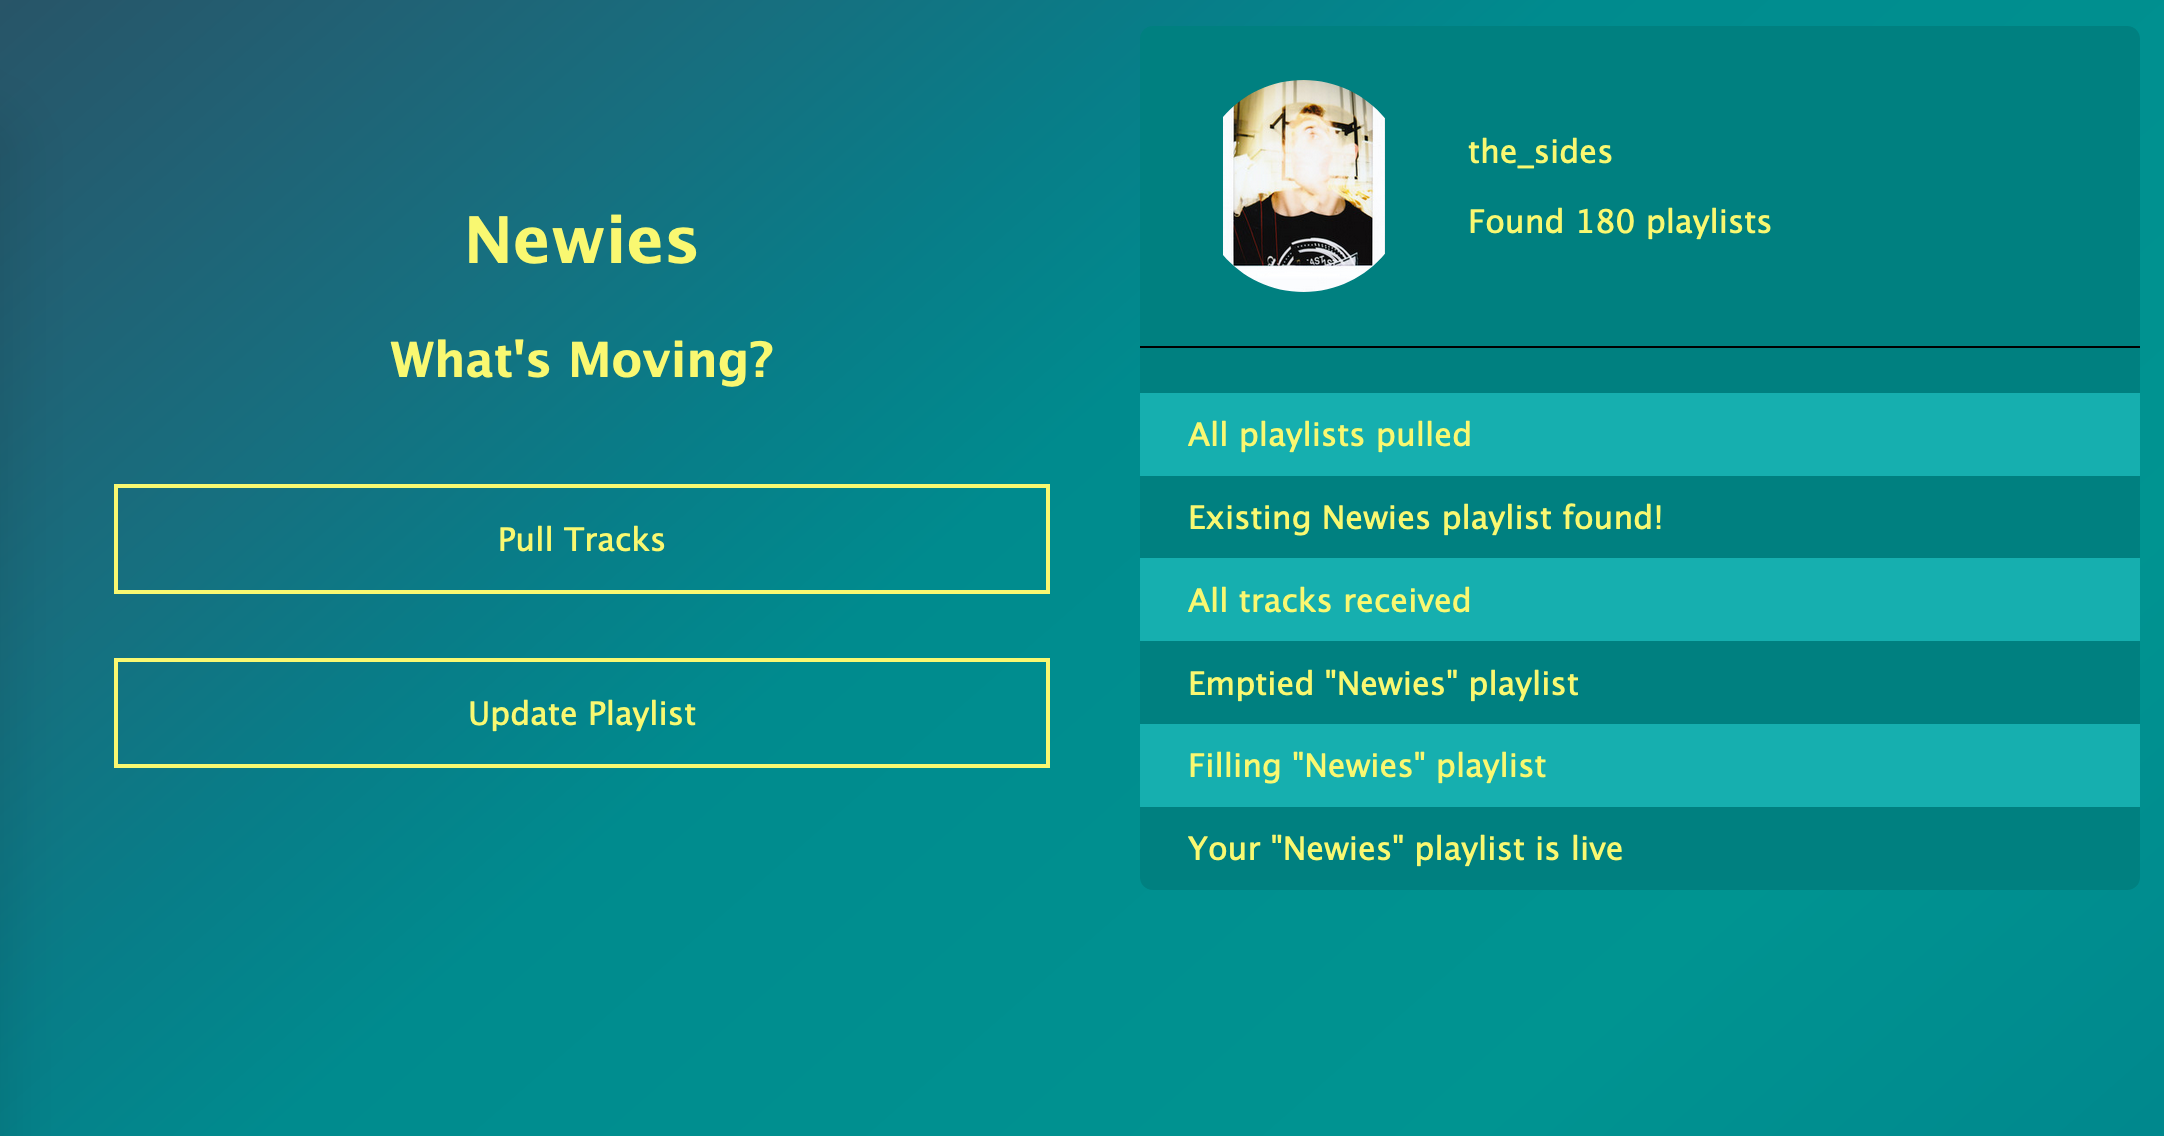 Newies
What's Moving?
Pull Tracks
Update Playlist
the_sides
Found 180 playlists
All playlists pulled
Existing Newies playlist found!
All tracks received
Emptied "Newies" playlist
Filling "Newies" playlist
Your "Newies" playlist is live